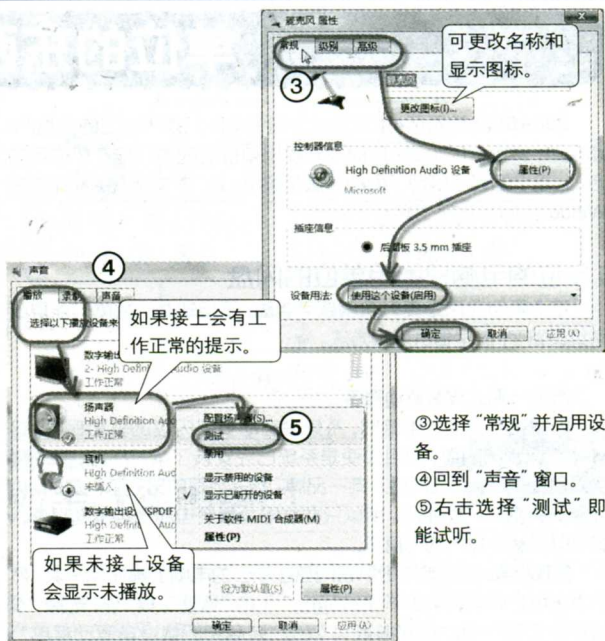 麦克风 属性
常规 级别 高级
可更改名称和
显示图标。
③
更改图标(I)...
控制器信息
High Definition Audio 设备
Microsoft
属性(P)
插座信息
后面板 3.5 mm 插座
设备用法: 使用这个设备(启用)
确定 取消 应用(A)
声音
④
播放 录制 声音
选择以下播放设备来
如果接上会有工
作正常的提示。
数字输出
2- High Definition Audio 设备
工作正常
扬声器
High Definition Aud
工作正常
耳机
High Definition Aud
未插入
数字输出设 (SPDIF)
High Definition Aud
工作正常
配置扬声器(S)...
测试
⑤
禁用
显示禁用的设备
显示已断开的设备
关于软件 MIDI 合成器(M)
属性(P)
如果未接上设备
会显示未播放。
设为默认值(S) 属性(P)
确定 取消 应用(A)
③选择“常规”并启用设
备。
④回到“声音”窗口。
⑤右击选择“测试”即
能试听。